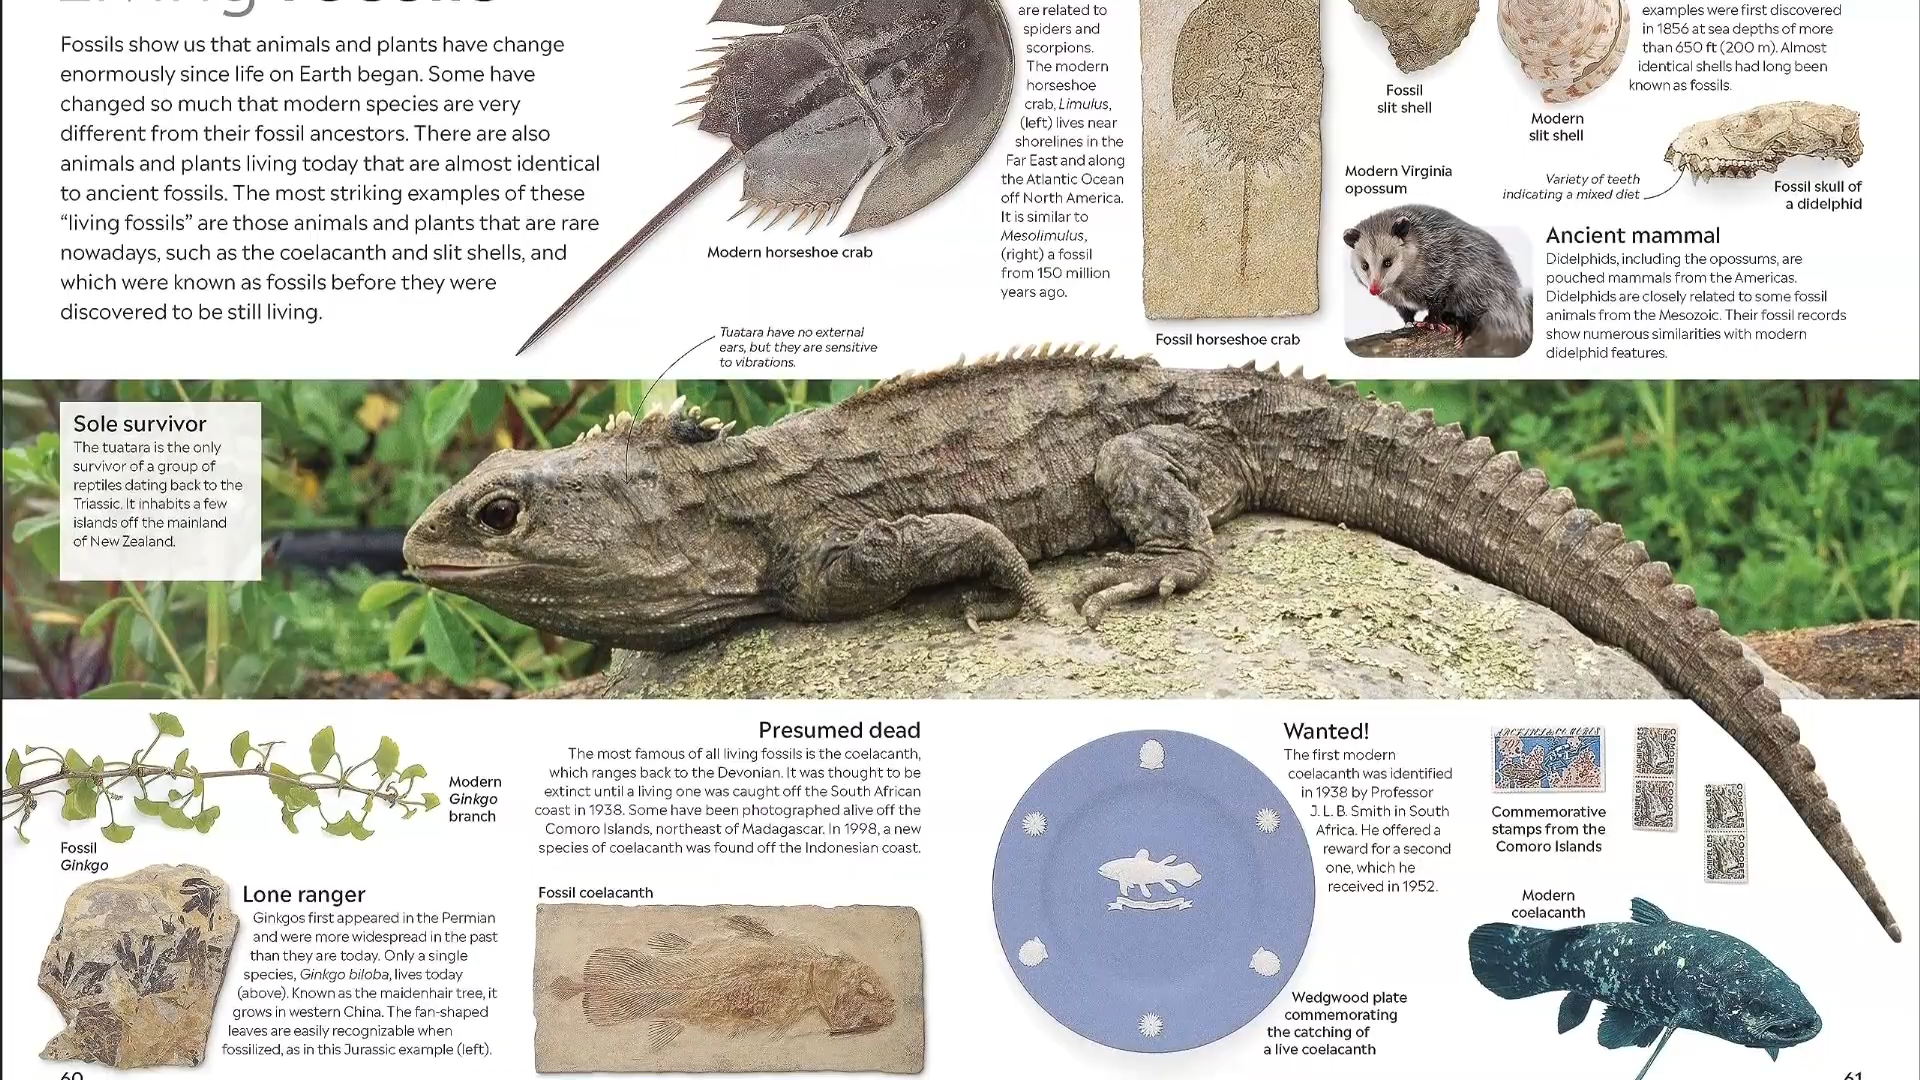 Living Fossils
Fossils show us that animals and plants have change
enormously since life on Earth began. Some have
changed so much that modern species are very
different from their fossil ancestors. There are also
animals and plants living today that are almost identical
to ancient fossils. The most striking examples of these
“living fossils” are those animals and plants that are rare
nowadays, such as the coelacanth and slit shells, and
which were known as fossils before they were
discovered to be still living.
Modern horseshoe crab
are related to
spiders and
scorpions.
The modern
horseshoe
crab, Limulus,
(left) lives near
shorelines in the
Far East and along
the Atlantic Ocean
off North America.
It is similar to
Mesolimulus,
(right) a fossil
from 150 million
years ago.
Fossil horseshoe crab
Fossil
slit shell
Modern
slit shell
examples were first discovered
in 1856 at sea depths of more
than 650 ft (200 m). Almost
identical shells had long been
known as fossils.
Modern Virginia
opossum
Variety of teeth
indicating a mixed diet
Fossil skull of
a didelphid
Ancient mammal
Didelphids, including the opossums, are
pouched mammals from the Americas.
Didelphids are closely related to some fossil
animals from the Mesozoic. Their fossil records
show numerous similarities with modern
didelphid features.
Tuatara have no external
ears, but they are sensitive
to vibrations.
Sole survivor
The tuatara is the only
survivor of a group of
reptiles dating back to the
Triassic. It inhabits a few
islands off the mainland
of New Zealand.
Modern
Ginkgo
branch
Fossil
Ginkgo
Lone ranger
Ginkgos first appeared in the Permian
and were more widespread in the past
than they are today. Only a single
species, Ginkgo biloba, lives today
(above). Known as the maidenhair tree, it
grows in western China. The fan-shaped
leaves are easily recognizable when
fossilized, as in this Jurassic example (left).
Presumed dead
The most famous of all living fossils is the coelacanth,
which ranges back to the Devonian. It was thought to be
extinct until a living one was caught off the South African
coast in 1938. Some have been photographed alive off the
Comoro Islands, northeast of Madagascar. In 1998, a new
species of coelacanth was found off the Indonesian coast.
Fossil coelacanth
Wanted!
The first modern
coelacanth was identified
in 1938 by Professor
J. L. B. Smith in South
Africa. He offered a
reward for a second
one, which he
received in 1952.
Wedgwood plate
commemorating
the catching of
a live coelacanth
Commemorative
stamps from the
Comoro Islands
ARCHIPEL DES
COMORES
ARCHIPEL DES
COMORES
Modern
coelacanth
60
61